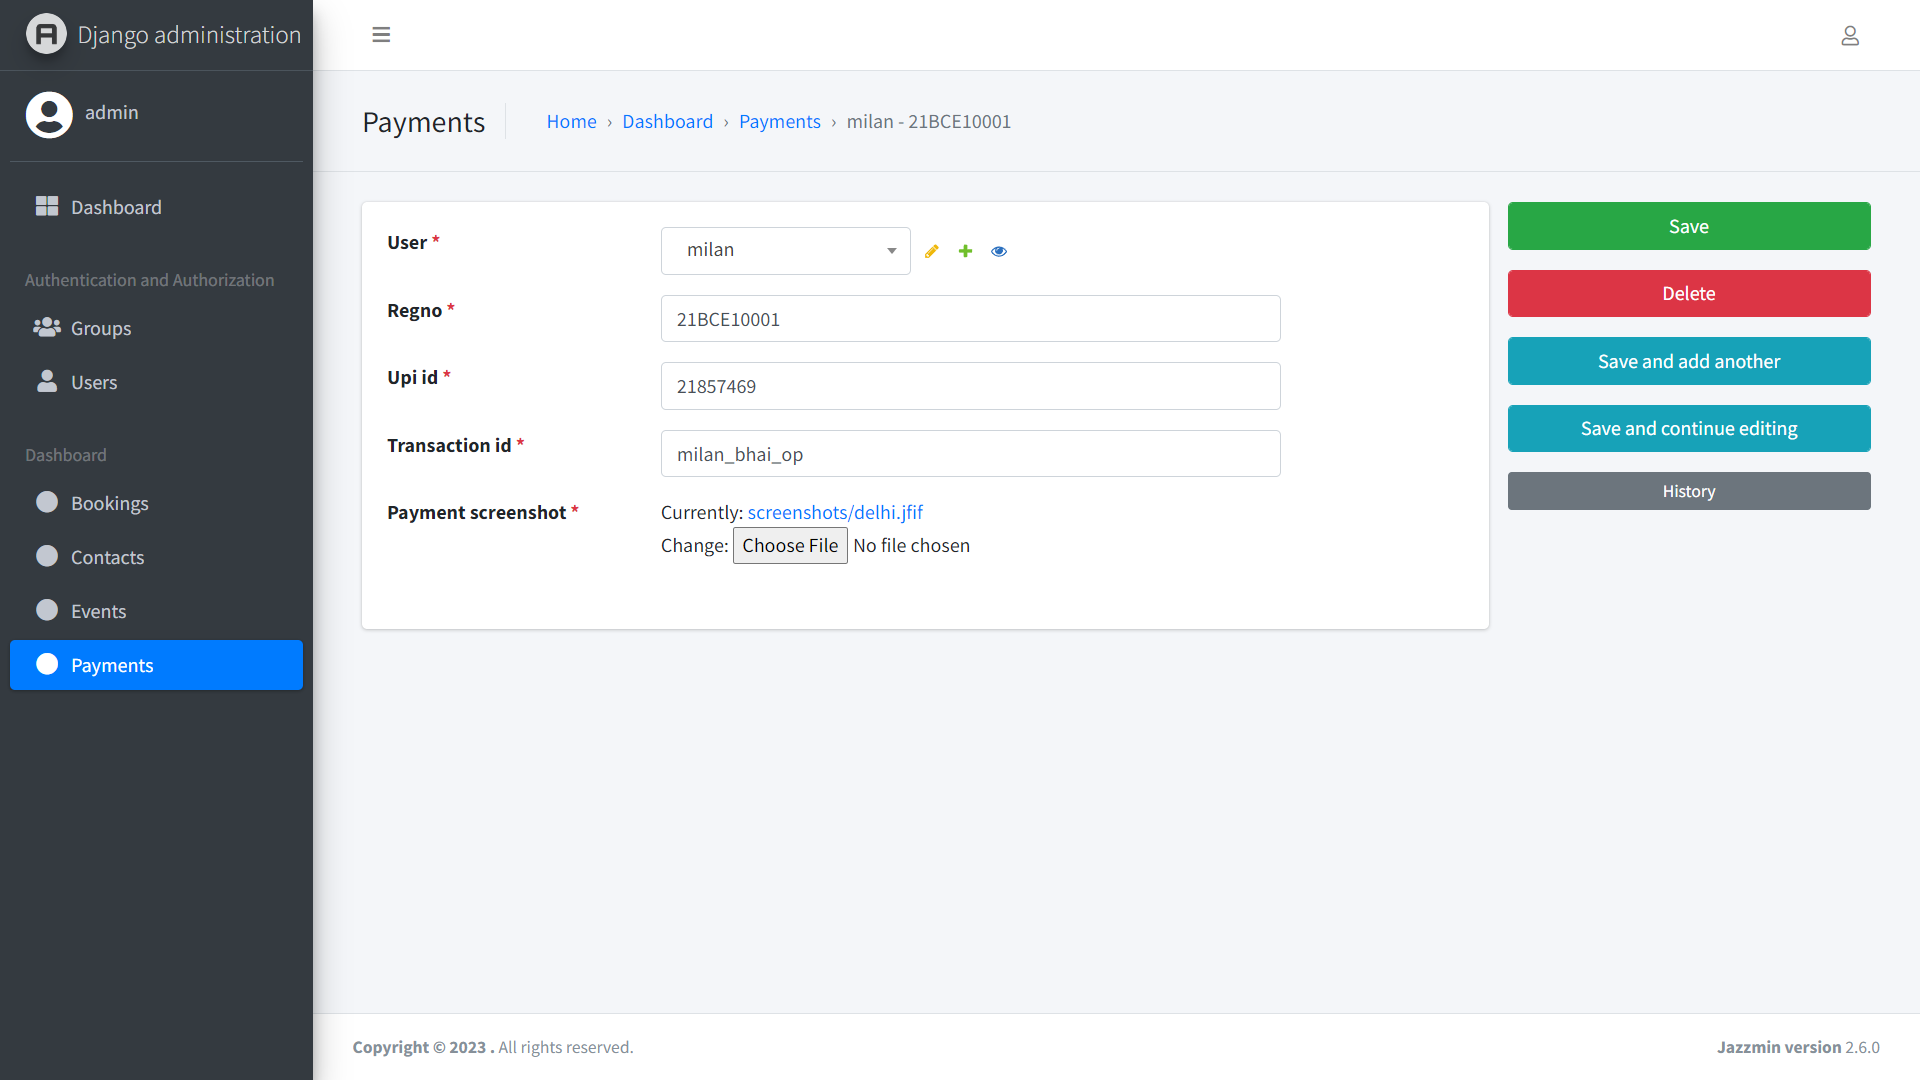 Django administration
admin
Dashboard
Authentication and Authorization
Groups
Users
Dashboard
Bookings
Contacts
Events
Payments
Payments
Home › Dashboard › Payments › milan - 21BCE10001
User *
milan
Regno *
21BCE10001
Upi id *
21857469
Transaction id *
milan_bhai_op
Payment screenshot *
Currently: screenshots/delhi.jfif
Change: Choose File No file chosen
Save
Delete
Save and add another
Save and continue editing
History
Copyright © 2023 . All rights reserved.
Jazzmin version 2.6.0